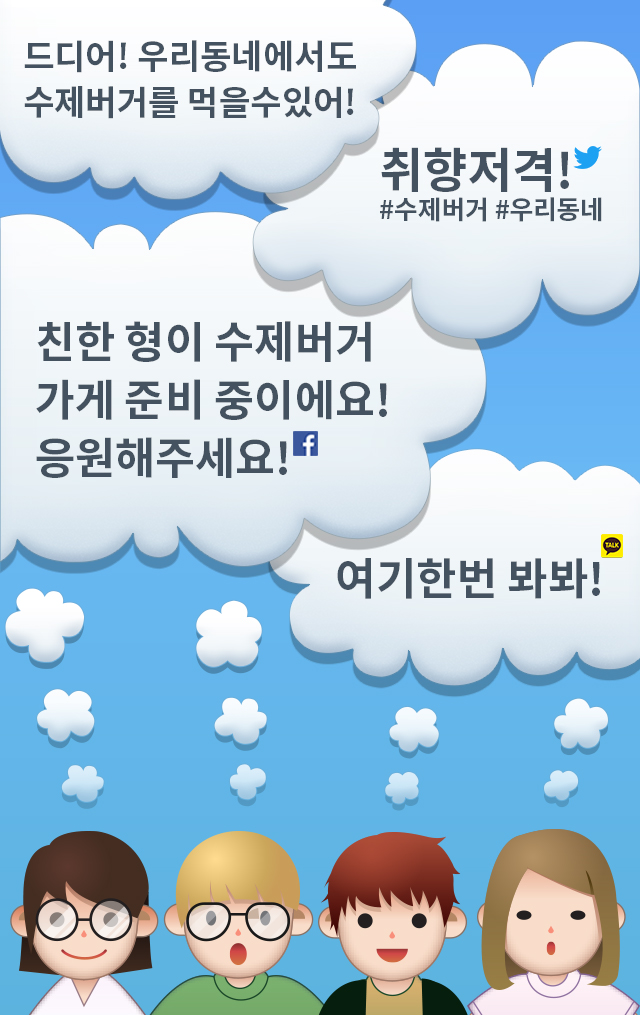 드디어! 우리동네에서도
수제버거를 먹을수있어!
취향저격!
#수제버거 #우리동네
친한 형이 수제버거
가게 준비 중이에요!
응원해주세요!
TALK
여기한번 봐봐!